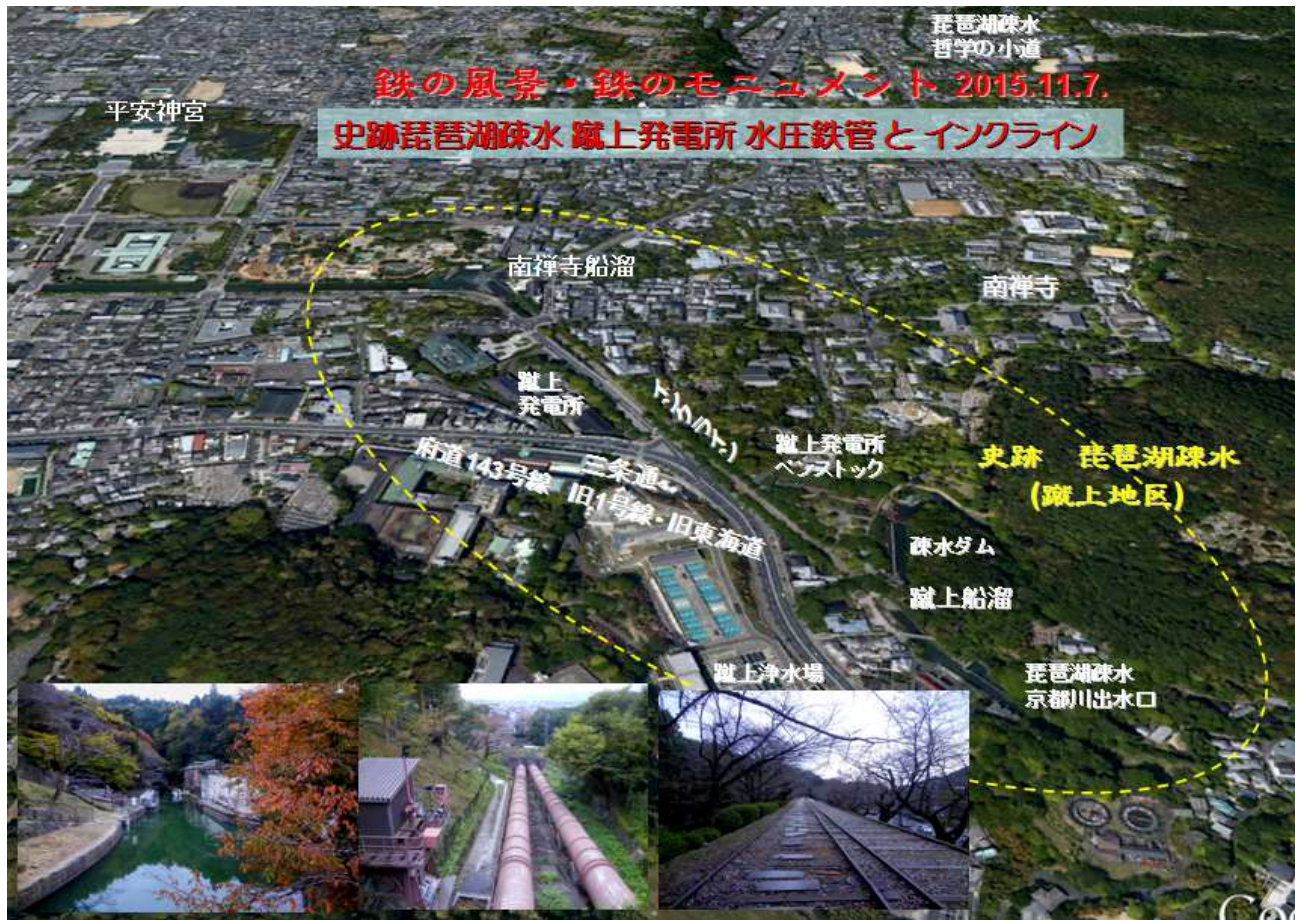 琵琶湖疏水
哲学の小道
鉄の風景・鉄のモニュメント 2015.11.7.
平安神宮
史跡琵琶湖疏水 蹴上発電所 水圧鉄管 と インクライン
南禅寺船溜
南禅寺
蹴上
発電所
インクライン
蹴上発電所
ペンストック
史跡 琵琶湖疏水
(蹴上地区)
三条通~
府道143号線 旧1号線・旧東海道
疎水ダム
蹴上船溜
蹴上浄水場
琵琶湖疏水
京都川出水口